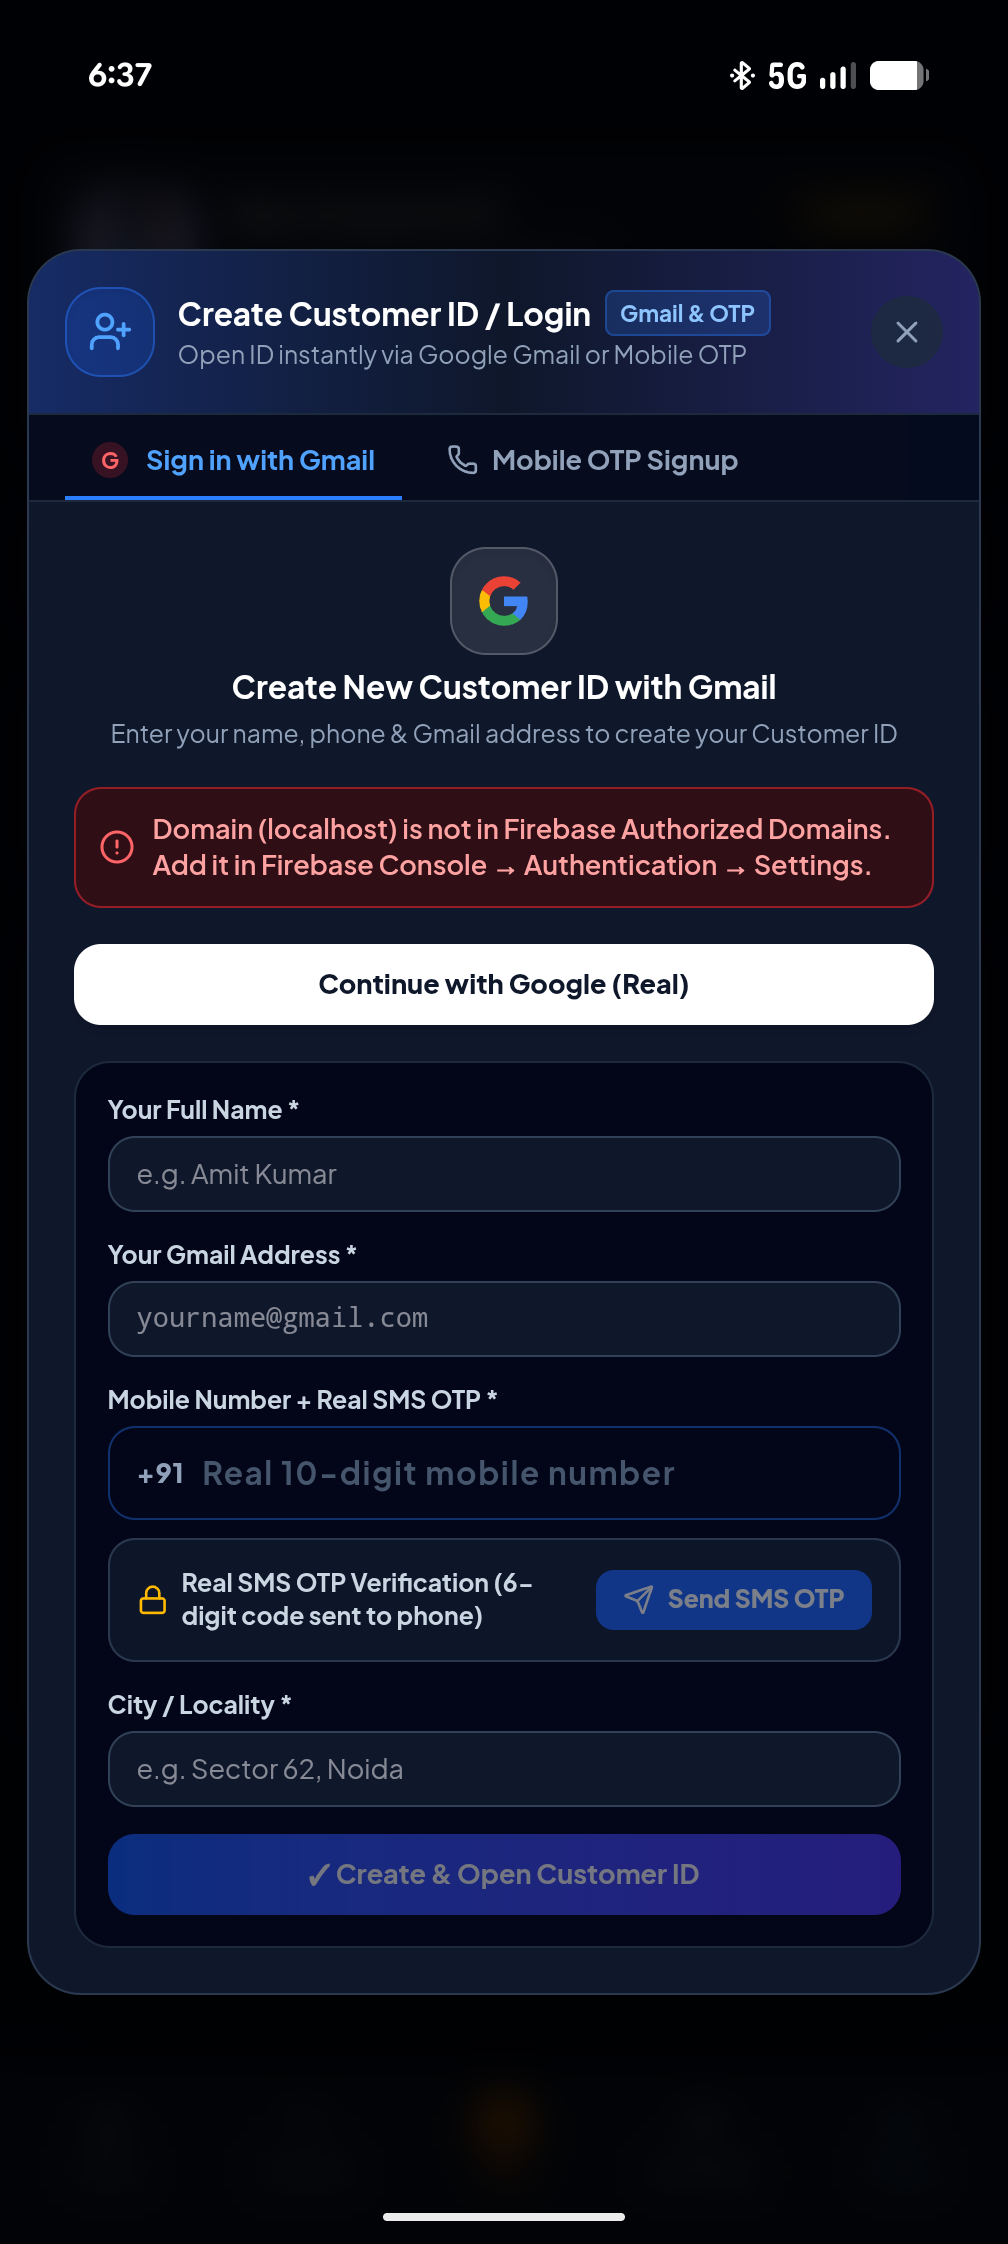 6:37
5G
Create Customer ID / Login
Gmail & OTP
Open ID instantly via Google Gmail or Mobile OTP
G Sign in with Gmail
Mobile OTP Signup
G
Create New Customer ID with Gmail
Enter your name, phone & Gmail address to create your Customer ID
Domain (localhost) is not in Firebase Authorized Domains.
Add it in Firebase Console → Authentication → Settings.
Continue with Google (Real)
Your Full Name *
e.g. Amit Kumar
Your Gmail Address *
yourname@gmail.com
Mobile Number + Real SMS OTP *
+91 Real 10-digit mobile number
Real SMS OTP Verification (6-
digit code sent to phone)
Send SMS OTP
City / Locality *
e.g. Sector 62, Noida
✓ Create & Open Customer ID